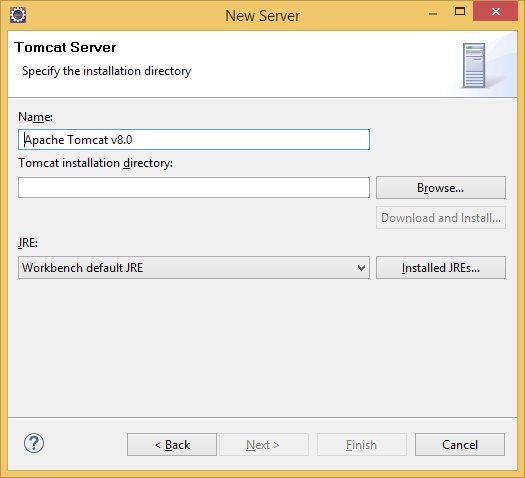 New Server
Tomcat Server
Specify the installation directory
Name:
Apache Tomcat v8.0
Tomcat installation directory:
Browse...
Download and Install...
JRE:
Workbench default JRE
Installed JREs...
? < Back Next > Finish Cancel